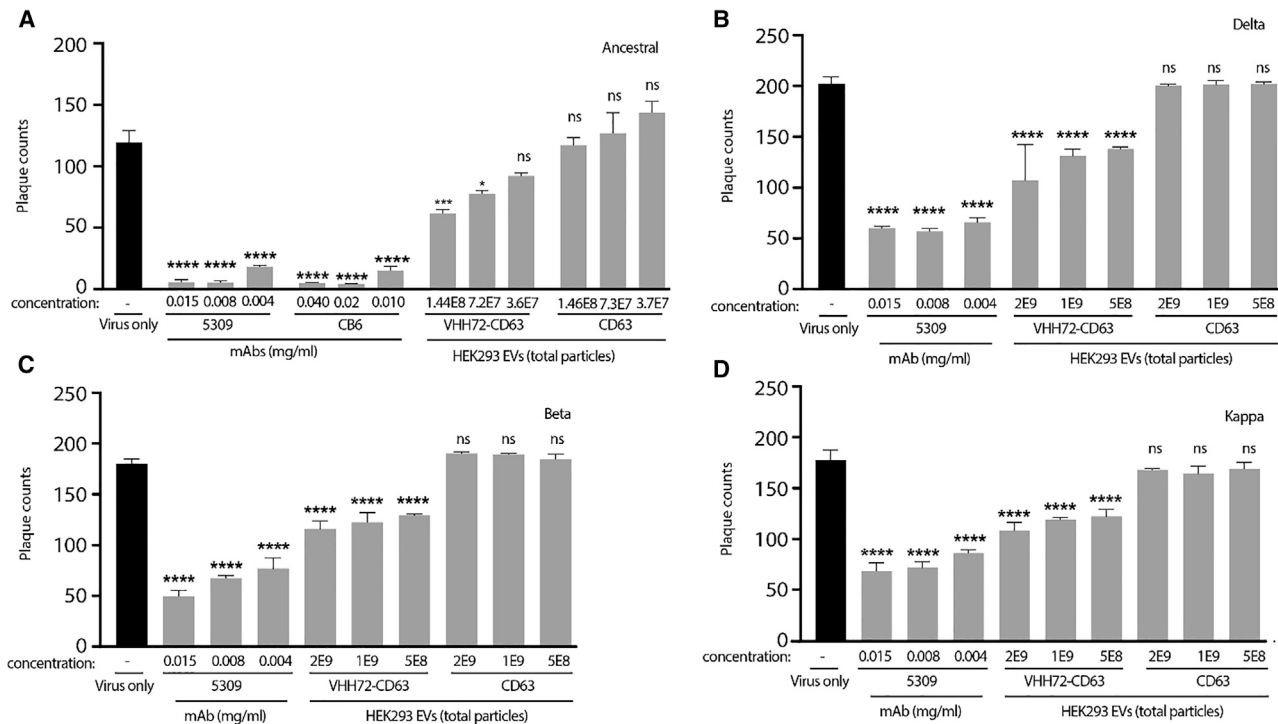 A
Ancestral
Plaque counts
200
150
100
50
0
**** **** **** **** **** **** *** * ns ns ns ns
concentration: - 0.015 0.008 0.004 0.040 0.02 0.010 1.44E8 7.2E7 3.6E7 1.46E8 7.3E7 3.7E7
Virus only 5309 CB6 VHH72-CD63 CD63
mAbs (mg/ml) HEK293 EVs (total particles)
B
Delta
Plaque counts
250
200
150
100
50
0
**** **** **** **** **** **** ns ns ns
- 0.015 0.008 0.004 2E9 1E9 5E8 2E9 1E9 5E8
Virus only 5309 VHH72-CD63 CD63
mAb (mg/ml) HEK293 EVs (total particles)
C
Beta
Plaque counts
250
200
150
100
50
0
**** **** **** **** **** **** ns ns ns
concentration: - 0.015 0.008 0.004 2E9 1E9 5E8 2E9 1E9 5E8
Virus only 5309 VHH72-CD63 CD63
mAb (mg/ml) HEK293 EVs (total particles)
D
Kappa
Plaque counts
250
200
150
100
50
0
**** **** **** **** **** **** ns ns ns
- 0.015 0.008 0.004 2E9 1E9 5E8 2E9 1E9 5E8
Virus only 5309 VHH72-CD63 CD63
mAb (mg/ml) HEK293 EVs (total particles)